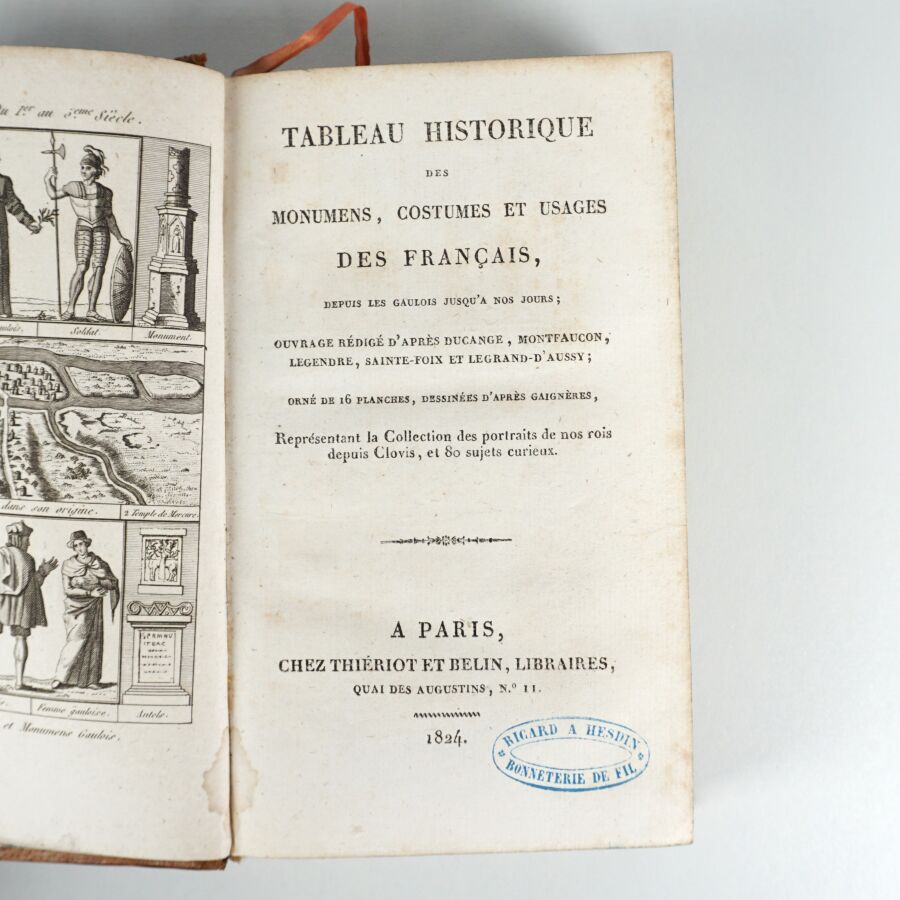 Du 1er au 5eme Siècle.
Soldat.
Monument.
dans son origine.
2 Temple de Mercure.
Femme gauloise.
Autels.
et Monumens Gaulois.
TABLEAU HISTORIQUE
DES
MONUMENS, COSTUMES ET USAGES
DES FRANÇAIS,
DEPUIS LES GAULOIS JUSQU'A NOS JOURS;
OUVRAGE RÉDIGÉ D'APRÈS DUCANGE, MONTFAUCON,
LEGENDRE, SAINTE-FOIX ET LEGRAND-D'AUSSY;
ORNÉ DE 16 PLANCHES, DESSINÉES D'APRÈS GAIGNÈRES,
Représentant la Collection des portraits de nos rois
depuis Clovis, et 80 sujets curieux.
A PARIS,
CHEZ THIÉRIOT ET BELIN, LIBRAIRES,
QUAI DES AUGUSTINS, N.° 11.
1824.
RICARD A HESDIN
BONNETERIE DE FIL